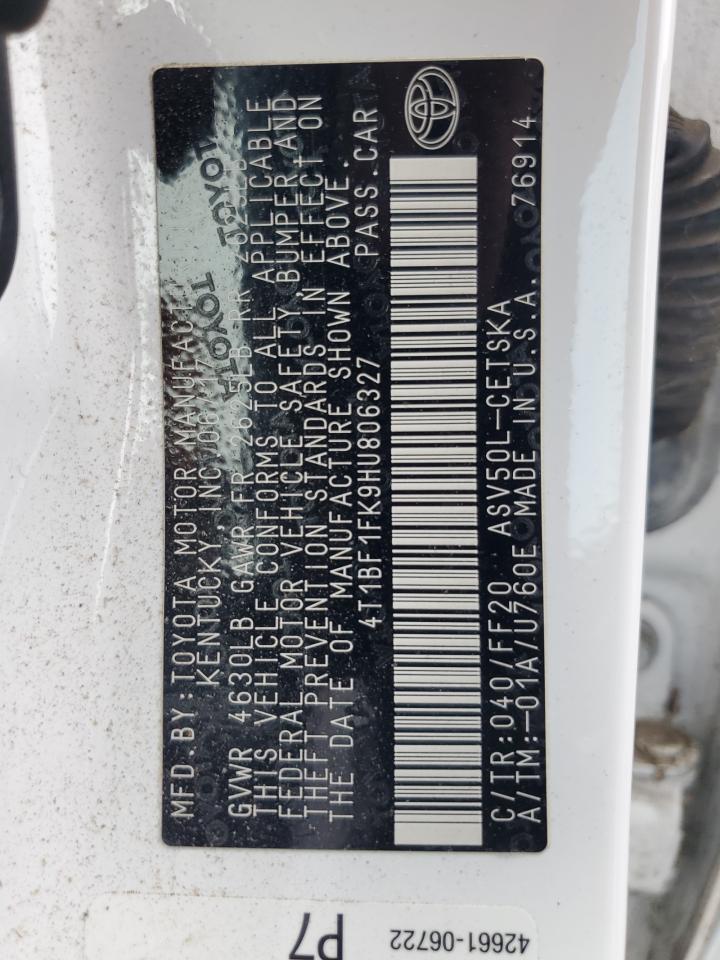 MFD.BY:TOYOTA MOTOR MANUFACT
KENTUCKY, INC. 06/17
GVWR 4630LB GAWR FR 2625LB RR
THIS VEHICLE CONFORMS TO ALL APPLICABLE
FEDERAL MOTOR VEHICLE SAFETY, BUMPER, AND
THEFT PREVENTION STANDARDS IN EFFECT ON
THE DATE OF MANUFACTURE SHOWN ABOVE.
4T1BF1FK9HU806327 PASS.CAR
C/TR:040/FF20 ASV50L-CETSKA
A/TM:-01A/U760E MADE IN U.S.A. 76914
TOYOTA
TOYOTA
TOYOTA
P7
42661-06722